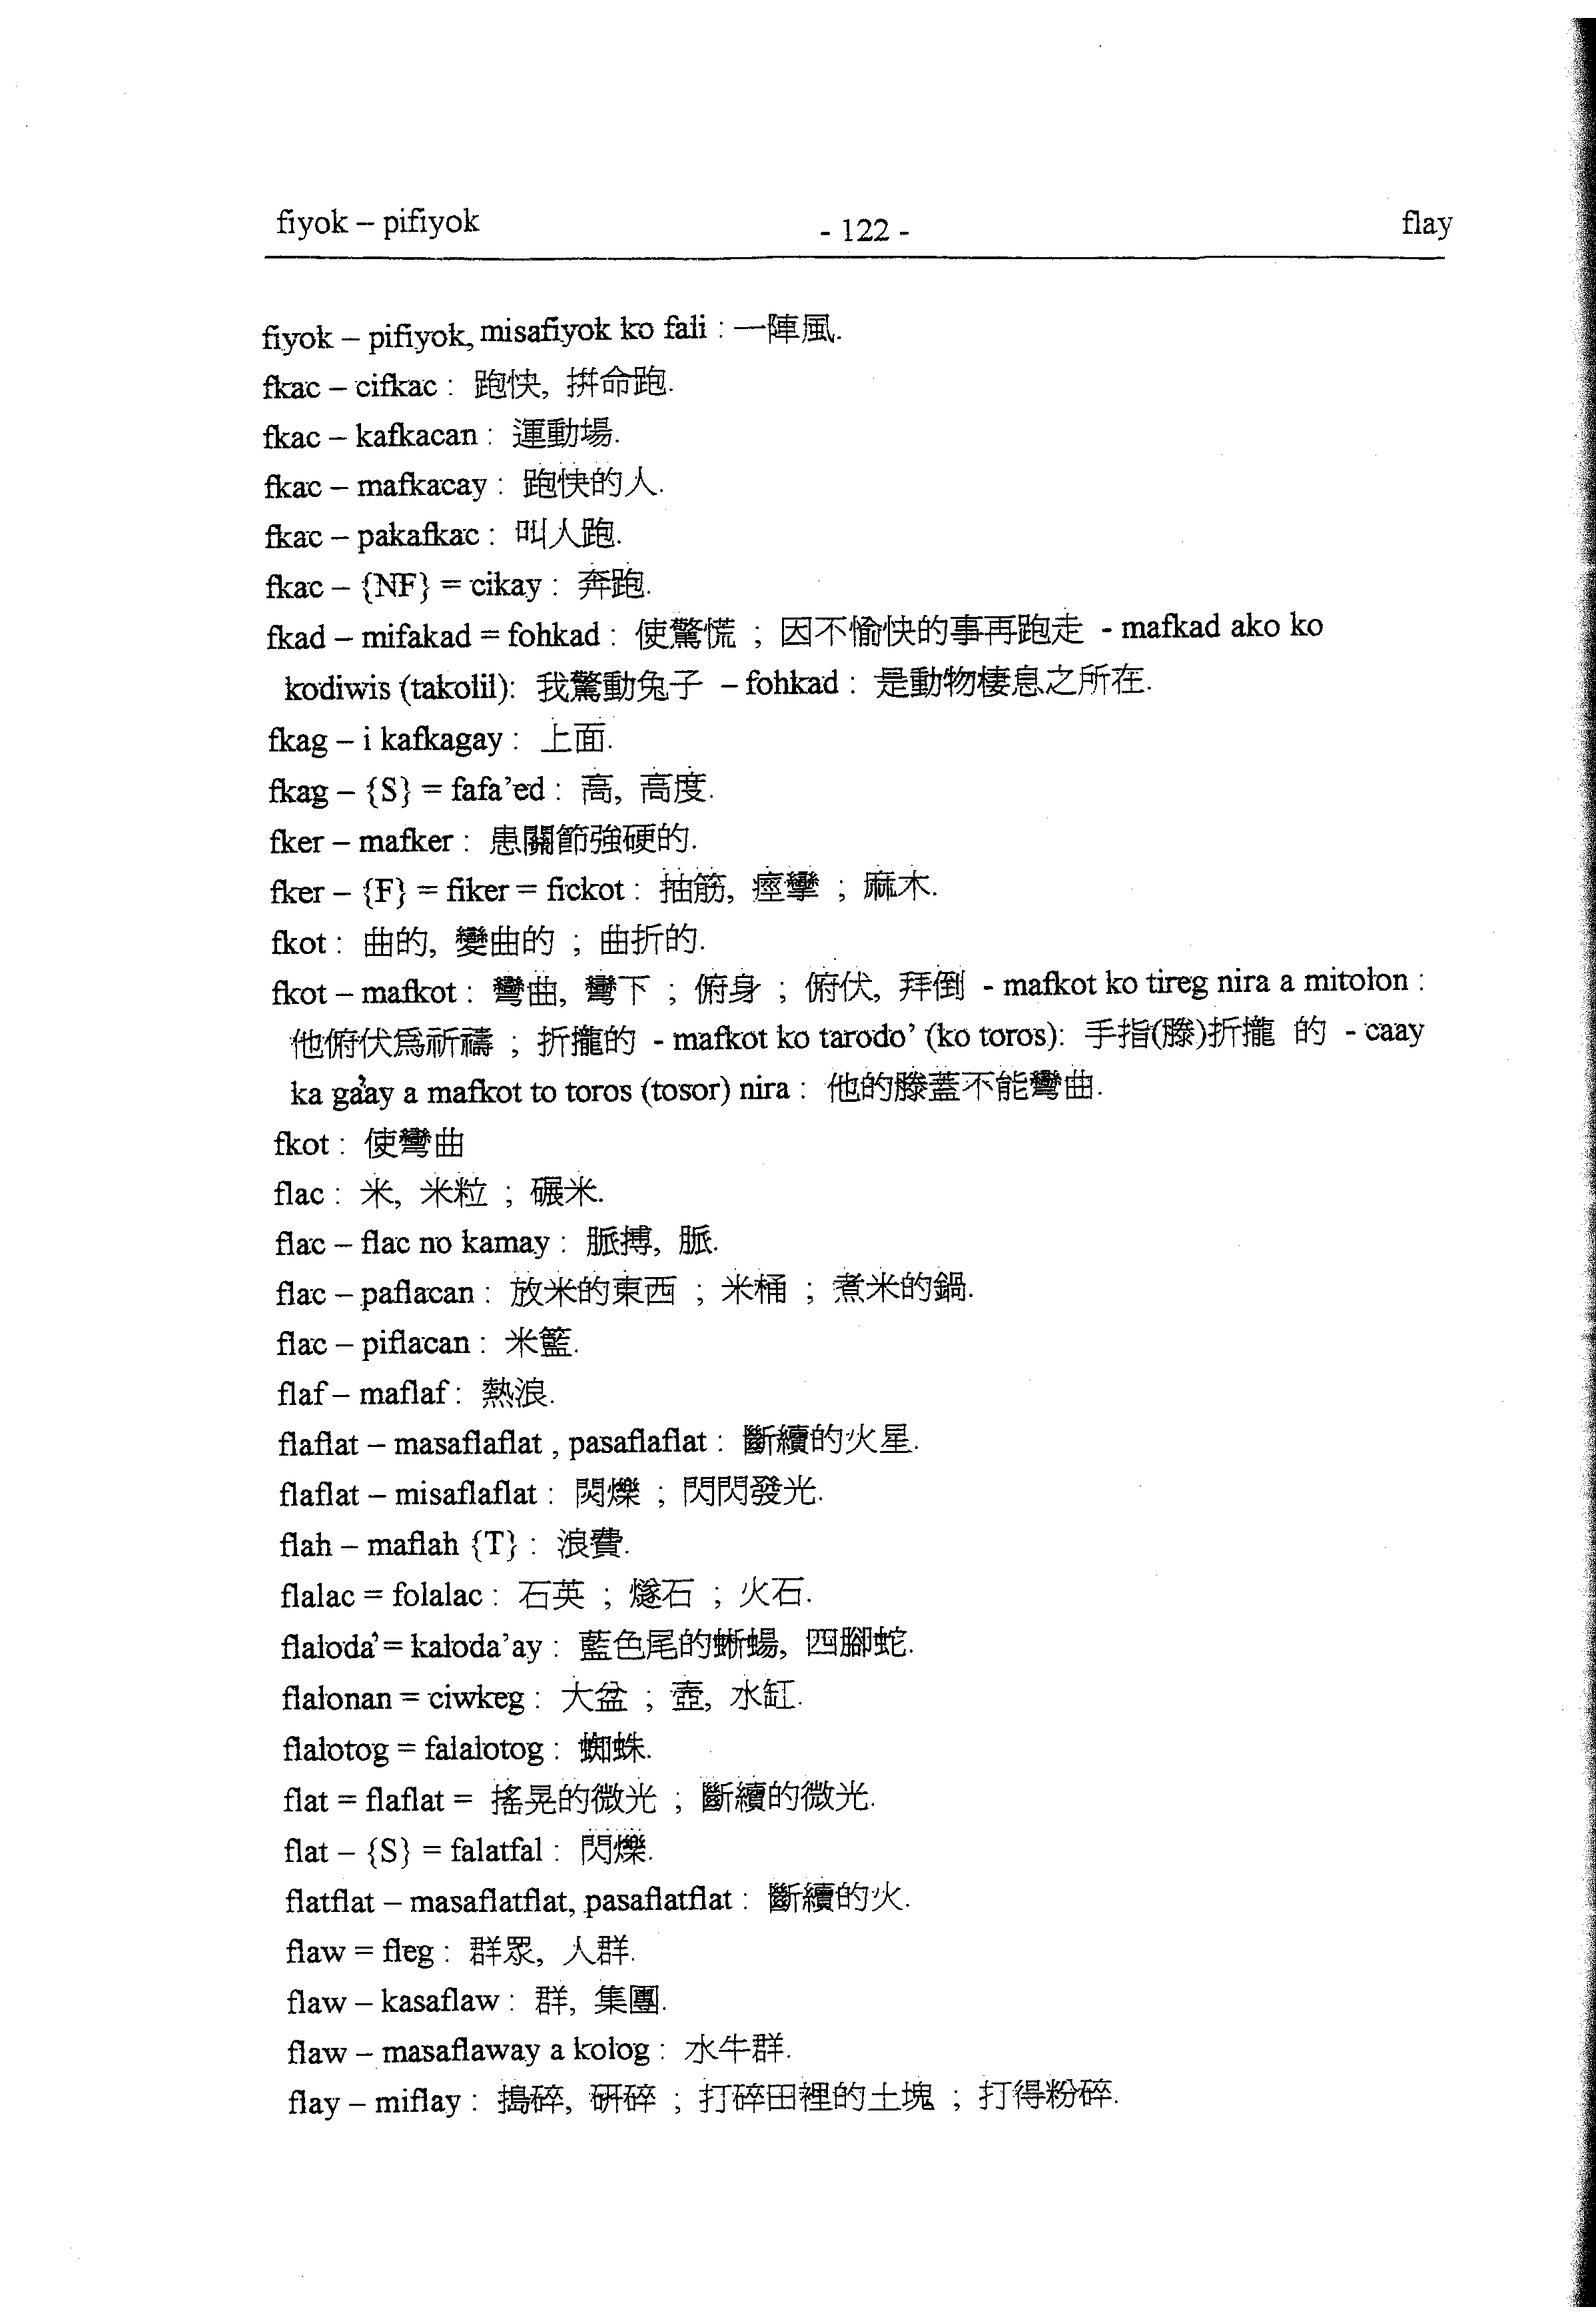 fiyok – pifiyok
- 122 -
flay
fiyok – pifiyok, misafiyok ko fali : 一陣風.
fkac – cifkac : 跑快, 拼命跑.
fkac – kafkacan : 運動場.
fkac – mafkacay : 跑快的人.
fkac – pakafkac : 叫人跑.
fkac – {NF} = cikay : 奔跑.
fkad – mifakad = fohkad : 使驚慌 ; 因不愉快的事再跑走 - mafkad ako ko
kodiwis (takolil): 我驚動兔子 – fohkad : 是動物棲息之所在.
fkag – i kafkagay : 上面.
fkag – {S} = fafa’ed : 高, 高度.
fker – mafker : 患關節強硬的.
fker – {F} = fiker = fickot : 抽筋, 痙攣 ; 麻木.
fkot : 曲的, 變曲的 ; 曲折的.
fkot – mafkot : 彎曲, 彎下 ; 俯身 ; 俯伏, 拜倒 - mafkot ko tireg nira a mitolon :
他俯伏爲祈禱 ; 折攏的 - mafkot ko tarodo’ (ko toros): 手指(膝)折攏 的 - caay
ka ga’ay a mafkot to toros (tosor) nira : 他的膝蓋不能彎曲.
fkot : 使彎曲
flac : 米, 米粒 ; 碾米.
flac – flac no kamay : 脈搏, 脈.
flac – paflacan : 放米的東西 ; 米桶 ; 煮米的鍋.
flac – piflacan : 米籃.
flaf – maflaf : 熱浪.
flaflat – masaflaflat , pasaflaflat : 斷續的火星.
flaflat – misaflaflat : 閃爍 ; 閃閃發光.
flah – maflah {T} : 浪費.
flalac = folalac : 石英 ; 燧石 ; 火石.
flaloda’ = kaloda’ay : 藍色尾的蜥蝪, 四腳蛇.
flalonan = ciwkeg : 大盆 ; 壺, 水缸.
flalotog = falalotog : 蜘蛛.
flat = flaflat = 搖晃的微光 ; 斷續的微光.
flat – {S} = falatfal : 閃爍.
flatflat – masaflatflat, pasaflatflat : 斷續的火.
flaw = fleg : 群眾, 人群.
flaw – kasaflaw : 群, 集團.
flaw – masaflaway a kolog : 水牛群.
flay – miflay : 搗碎, 研碎 ; 打碎田裡的土塊 ; 打得粉碎.